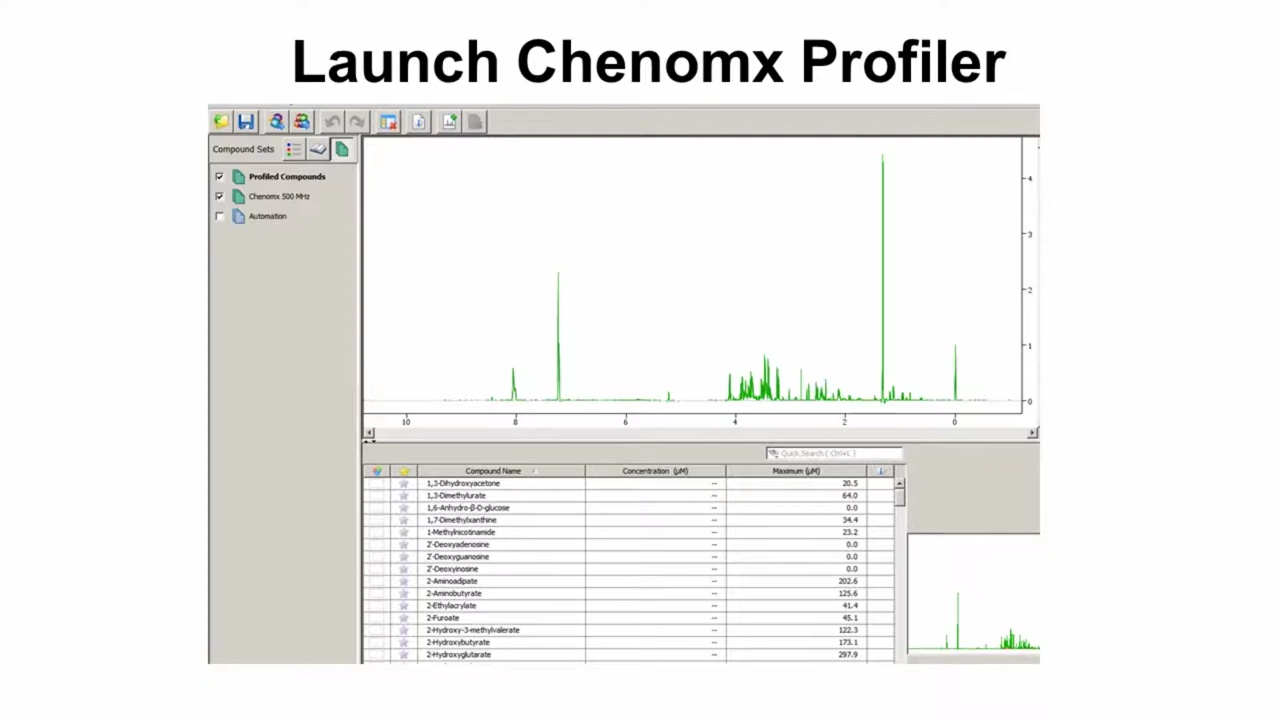 Launch Chenomx Profiler
Compound Sets
Profiled Compounds
Chenomx 500 MHz
Automation
4
3
2
1
0
10 8 6 4 2 0
Quick Search ( Ctrl+L )
Compound Name Concentration (µM) Maximum (µM)
1,3-Dihydroxyacetone -- 20.5
1,3-Dimethylurate -- 64.0
1,6-Anhydro-β-D-glucose -- 0.0
1,7-Dimethylxanthine -- 34.4
1-Methylnicotinamide -- 23.2
2'-Deoxyadenosine -- 0.0
2'-Deoxyguanosine -- 0.0
2'-Deoxyinosine -- 0.0
2-Aminoadipate -- 202.6
2-Aminobutyrate -- 125.6
2-Ethylacrylate -- 41.4
2-Furoate -- 45.1
2-Hydroxy-3-methylvalerate -- 122.3
2-Hydroxybutyrate -- 173.1
2-Hydroxyglutarate -- 297.9